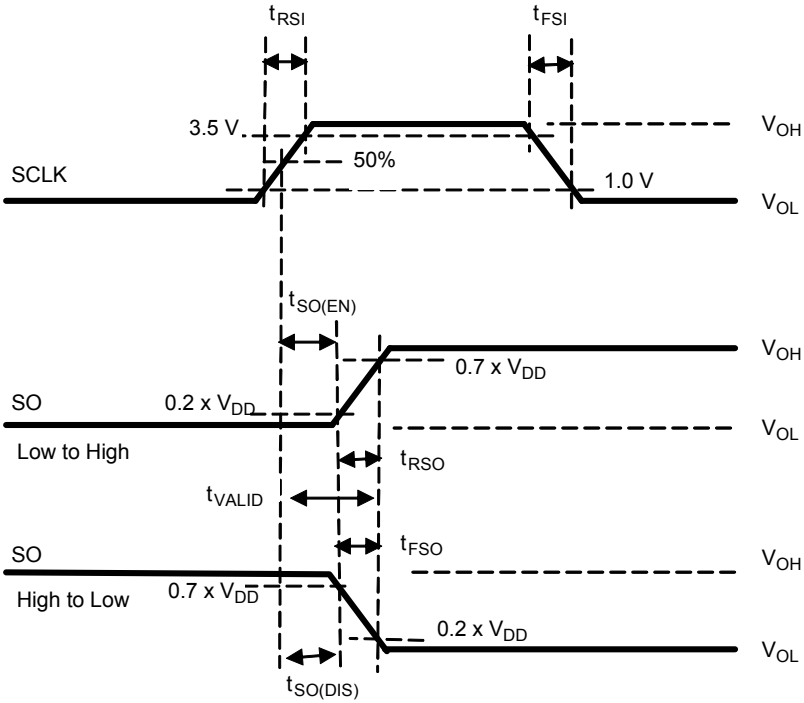 tRSI
tFSI
3.5 V
VOH
50%
SCLK
1.0 V
VOL
tSO(EN)
VOH
0.7 x VDD
0.2 x VDD
SO
VOL
Low to High
tRSO
tVALID
tFSO
SO
VOH
0.7 x VDD
High to Low
0.2 x VDD
VOL
tSO(DIS)